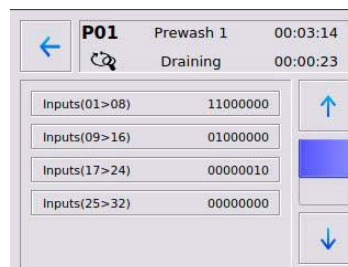 P01 Prewash 1 00:03:14
Draining 00:00:23
Inputs(01>08) 11000000
Inputs(09>16) 01000000
Inputs(17>24) 00000010
Inputs(25>32) 00000000